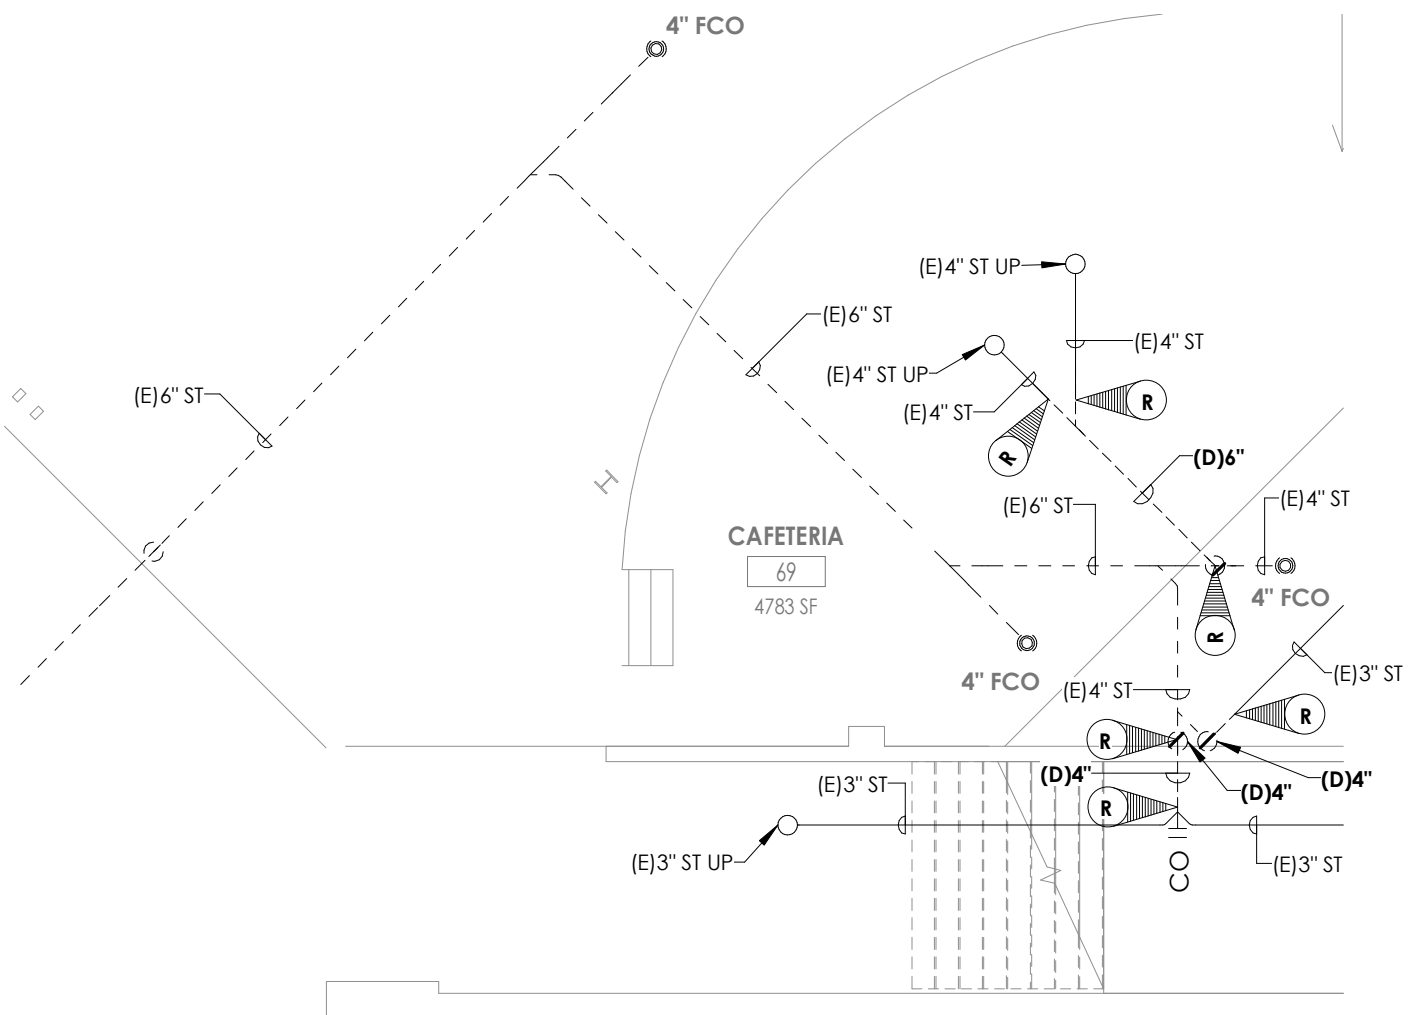 4" FCO
(E)4" ST UP
(E)6" ST
(E)4" ST
(E)4" ST UP
(E)6" ST
(E)4" ST
R
R
(D)6"
(E)6" ST
(E)4" ST
CAFETERIA
69
4783 SF
4" FCO
R
4" FCO
(E)4" ST
(E)3" ST
R
R
(D)4"
(D)4"
(D)4"
(E)3" ST
R
(E)3" ST UP
CO
(E)3" ST